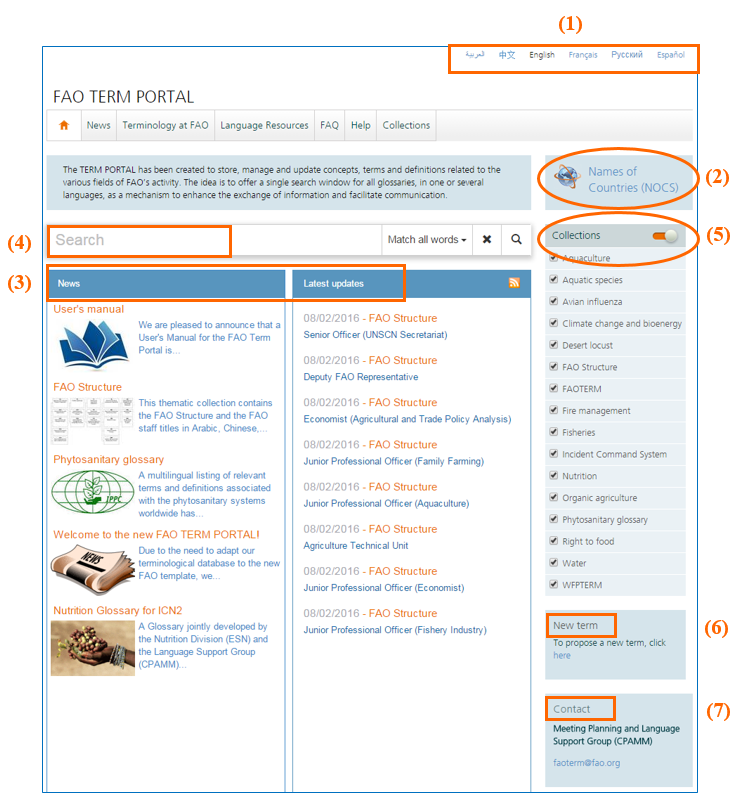 (1)
العربية 中文 English Français Русский Español
FAO TERM PORTAL
News Terminology at FAO Language Resources FAQ Help Collections
The TERM PORTAL has been created to store, manage and update concepts, terms and definitions related to the
various fields of FAO's activity. The idea is to offer a single search window for all glossaries, in one or several
languages, as a mechanism to enhance the exchange of information and facilitate communication.
Names of
Countries (NOCS)
(2)
(4)
Search
Match all words
Collections
(5)
(3)
News
User's manual
We are pleased to announce that a
User's Manual for the FAO Term
Portal is...
FAO Structure
This thematic collection contains
the FAO Structure and the FAO
staff titles in Arabic, Chinese,...
Phytosanitary glossary
IPPC
A multilingual listing of relevant
terms and definitions associated
with the phytosanitary systems
worldwide has...
Welcome to the new FAO TERM PORTAL!
NEWS
Due to the need to adapt our
terminological database to the new
FAO template, we...
Nutrition Glossary for ICN2
A Glossary jointly developed by
the Nutrition Division (ESN) and
the Language Support Group
(CPAMM)...
Latest updates
08/02/2016 - FAO Structure
Senior Officer (UNSCN Secretariat)
08/02/2016 - FAO Structure
Deputy FAO Representative
08/02/2016 - FAO Structure
Economist (Agricultural and Trade Policy Analysis)
08/02/2016 - FAO Structure
Junior Professional Officer (Family Farming)
08/02/2016 - FAO Structure
Junior Professional Officer (Aquaculture)
08/02/2016 - FAO Structure
Agriculture Technical Unit
08/02/2016 - FAO Structure
Junior Professional Officer (Economist)
08/02/2016 - FAO Structure
Junior Professional Officer (Fishery Industry)
Aquaculture
Aquatic species
Avian influenza
Climate change and bioenergy
Desert locust
FAO Structure
FAOTERM
Fire management
Fisheries
Incident Command System
Nutrition
Organic agriculture
Phytosanitary glossary
Right to food
Water
WFPTERM
New term
(6)
To propose a new term, click
here
(7)
Contact
Meeting Planning and Language
Support Group (CPAMM)
faoterm@fao.org